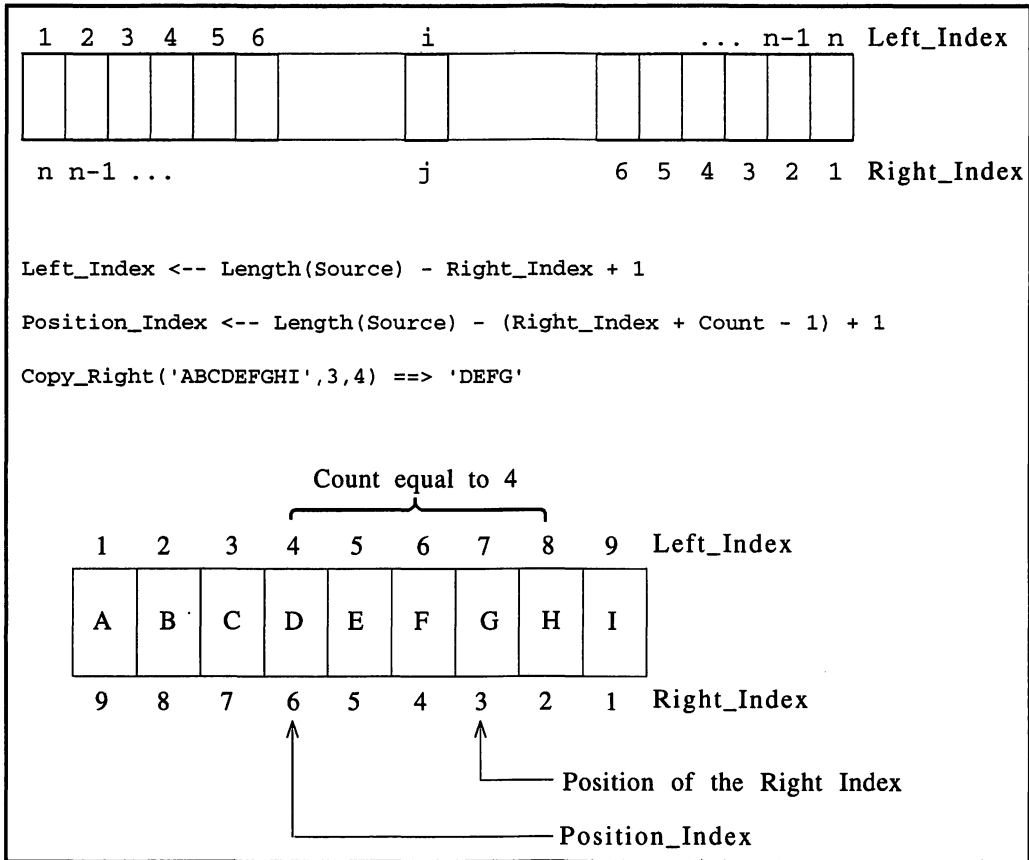 1 2 3 4 5 6 i ... n-1 n Left_Index
n n-1 ... j 6 5 4 3 2 1 Right_Index
Left_Index <-- Length(Source) - Right_Index + 1
Position_Index <-- Length(Source) - (Right_Index + Count - 1) + 1
Copy_Right('ABCDEFGHI',3,4) ==> 'DEFG'
Count equal to 4
1 2 3 4 5 6 7 8 9 Left_Index
A B C D E F G H I
9 8 7 6 5 4 3 2 1 Right_Index
Position of the Right Index
Position_Index